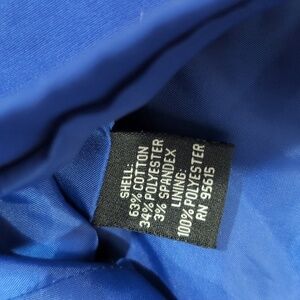 SHELL:
63% COTTON
34% POLYESTER
3% SPANDEX
LINING:
100% POLYESTER
RN 95615